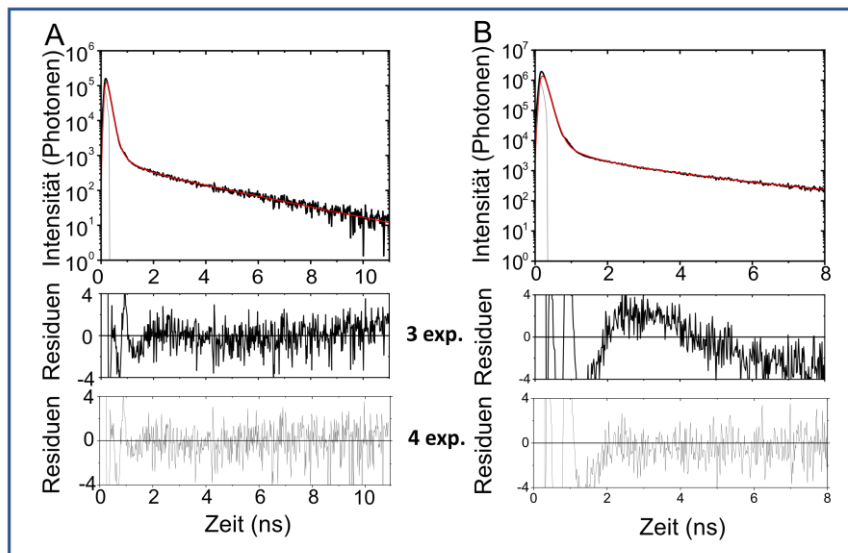 A
Intensität (Photonen)
10^6
10^5
10^4
10^3
10^2
10^1
10^0
0 2 4 6 8 10
Residuen
4
0
-4
Residuen
4
0
-4
0 2 4 6 8 10
Zeit (ns)
3 exp.
4 exp.
B
Intensität (Photonen)
10^7
10^6
10^5
10^4
10^3
10^2
10^1
10^0
0 2 4 6 8
Residuen
4
0
-4
Residuen
4
0
-4
0 2 4 6 8
Zeit (ns)